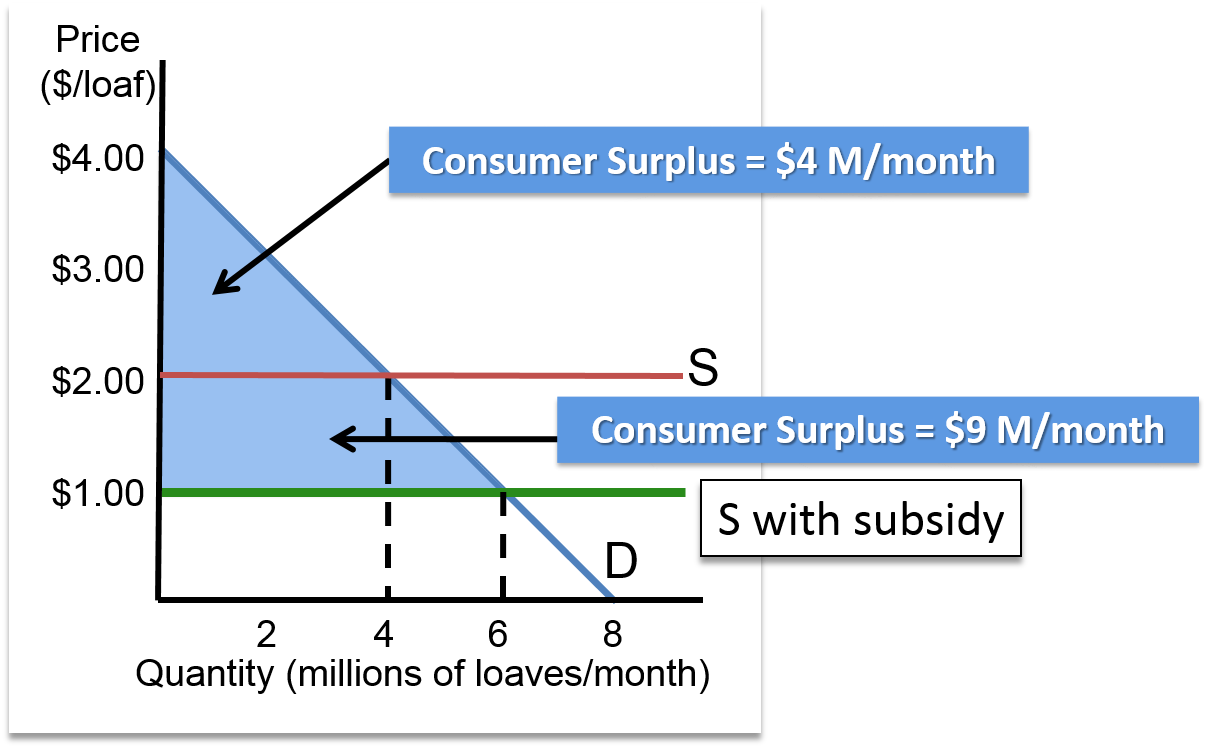 Price
($/loaf)
$4.00
Consumer Surplus = $4 M/month
$3.00
$2.00
S
Consumer Surplus = $9 M/month
$1.00
S with subsidy
D
2 4 6 8
Quantity (millions of loaves/month)